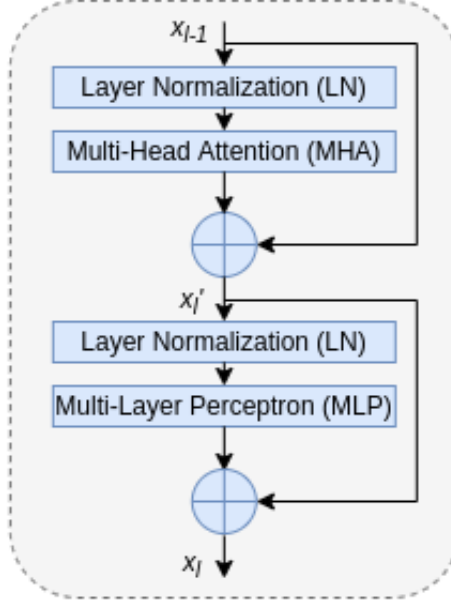 x_{l-1}
Layer Normalization (LN)
Multi-Head Attention (MHA)
x_l'
Layer Normalization (LN)
Multi-Layer Perceptron (MLP)
x_l